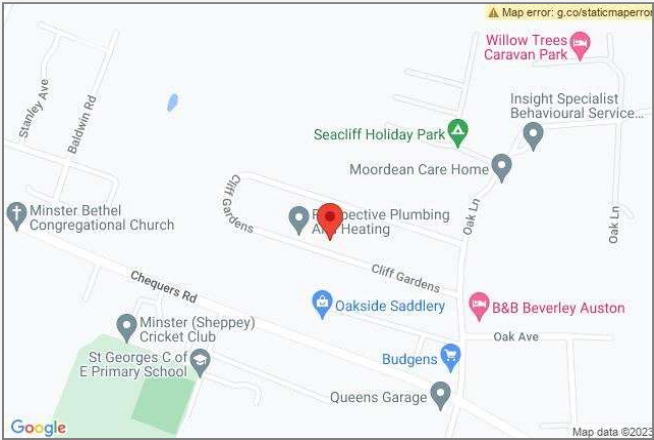 Map error: g.co/staticmaperror
Willow Trees
Caravan Park
Stanley Ave
Baldwin Rd
Insight Specialist
Behavioural Service...
Seacliff Holiday Park
Moordean Care Home
Cliff Gardens
Oak Ln
Oak Ln
Minster Bethel
Congregational Church
Plumbing
Heating
Cliff Gardens
Chequers Rd
Oakside Saddlery
B&B Beverley Auston
Minster (Sheppey)
Cricket Club
Oak Ave
St Georges C of
E Primary School
Budgens
Queens Garage
Google
Map data ©2023